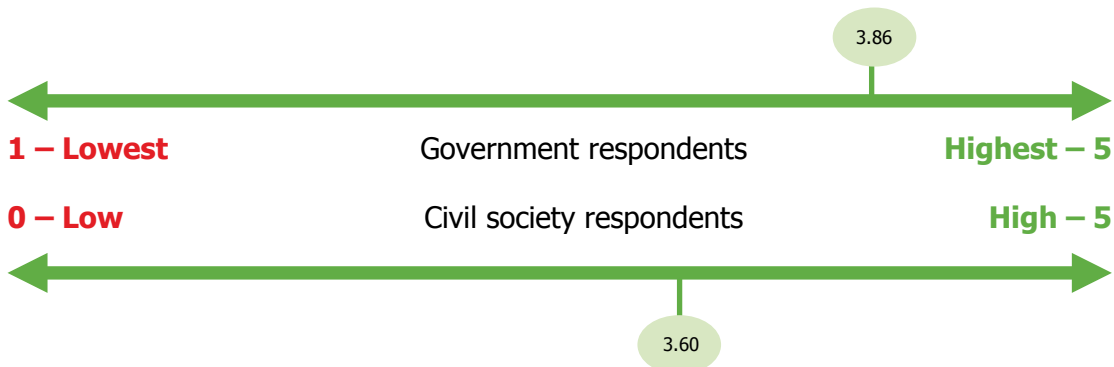 3.86
1 – Lowest Government respondents Highest – 5
0 – Low Civil society respondents High – 5
3.60